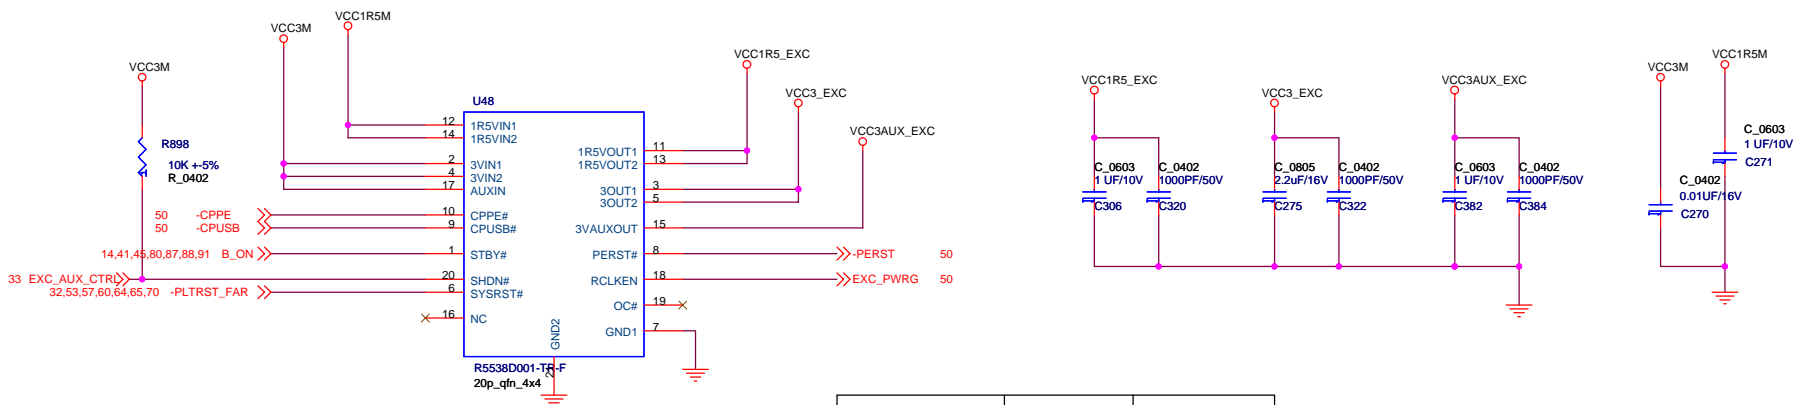 VCC3M
R898
10K +-5%
R_0402
VCC3M
VCC1R5M
U48
12 1R5VIN1
14 1R5VIN2
2 3VIN1
4 3VIN2
17 AUXIN
50 -CPPE 10 CPPE#
50 -CPUSB 9 CPUSB#
14,41,45,80,87,88,91 B_ON 1 STBY#
33 EXC_AUX_CTRL 20 SHDN#
32,53,57,60,64,65,70 -PLTRST_FAR 6 SYSRST#
16 NC
1R5VOUT1 11
1R5VOUT2 13
3OUT1 3
3OUT2 5
3VAUXOUT 15
PERST# 8 -PERST 50
RCLKEN 18 EXC_PWRG 50
OC# 19
GND1 7
GND2
21
R5538D001-TR-F
20p_qfn_4x4
VCC1R5_EXC
VCC3_EXC
VCC3AUX_EXC
VCC1R5_EXC
C_0603
1 UF/10V
C306
C_0402
1000PF/50V
C320
VCC3_EXC
C_0805
2.2uF/16V
C275
C_0402
1000PF/50V
C322
VCC3AUX_EXC
C_0603
1 UF/10V
C382
C_0402
1000PF/50V
C384
VCC3M
C_0402
0.01UF/16V
C270
VCC1R5M
C_0603
1 UF/10V
C271